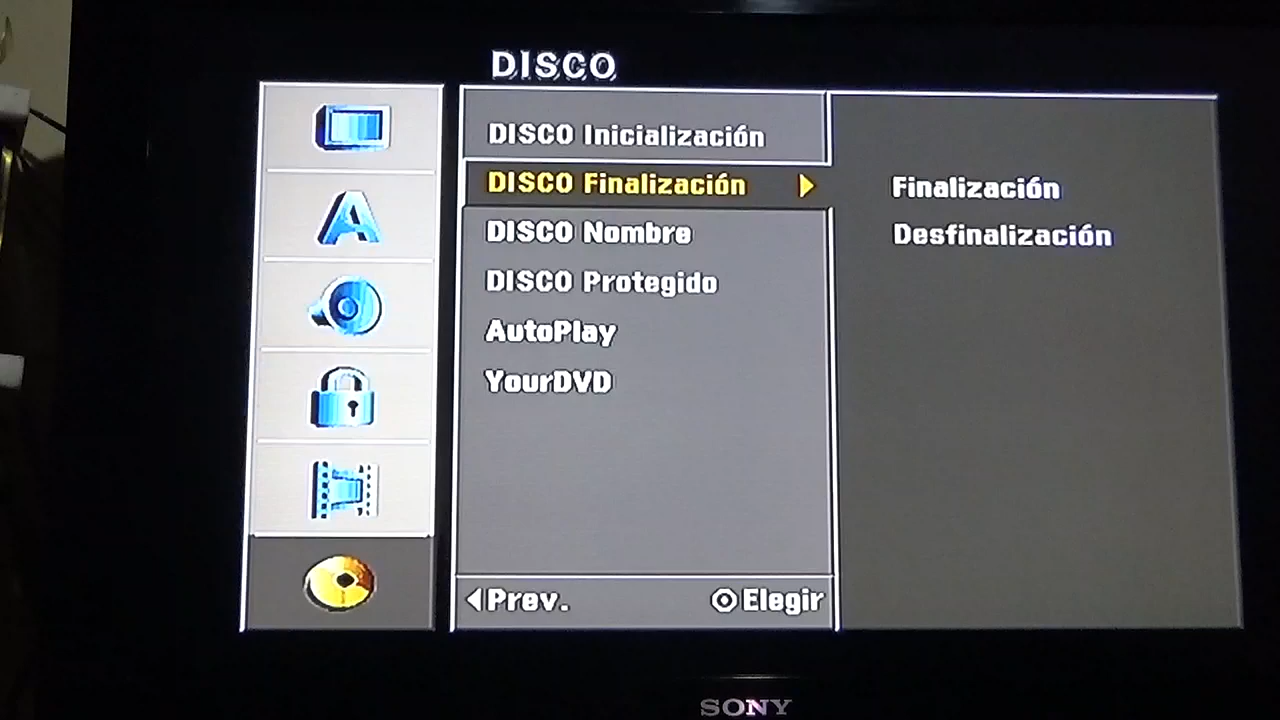 DISCO
DISCO Inicialización
DISCO Finalización
Finalización
DISCO Nombre
Desfinalización
DISCO Protegido
AutoPlay
YourDVD
Prev.
Elegir
SONY